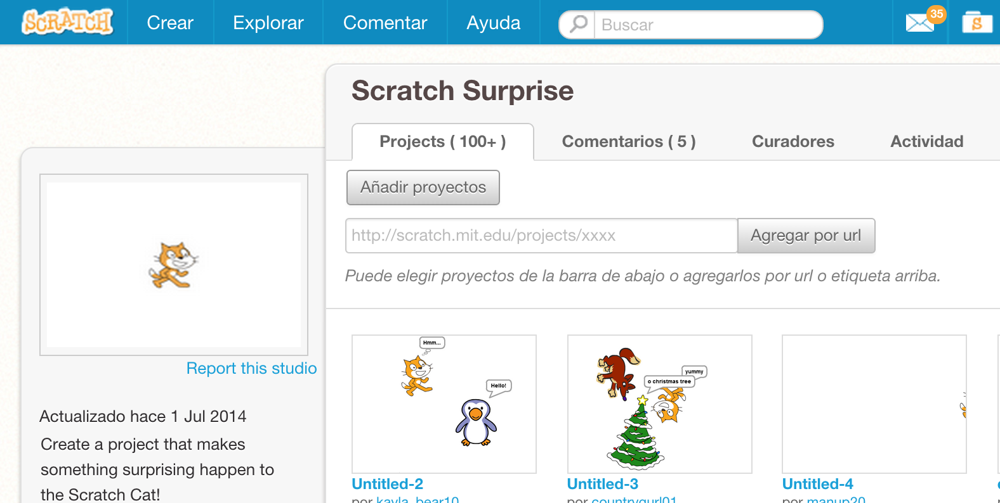 SCRATCH Crear Explorar Comentar Ayuda Buscar 35 S
Scratch Surprise
Projects ( 100+ ) Comentarios ( 5 ) Curadores Actividad
Añadir proyectos
http://scratch.mit.edu/projects/xxxx Agregar por url
Puede elegir proyectos de la barra de abajo o agregarlos por url o etiqueta arriba.
Report this studio
Actualizado hace 1 Jul 2014
Create a project that makes
something surprising happen to
the Scratch Cat!
Hmm...
Hello!
yummy
o christmas tree
Untitled-2 Untitled-3 Untitled-4
por kayla_bear10 por countrygurl01 por manup20